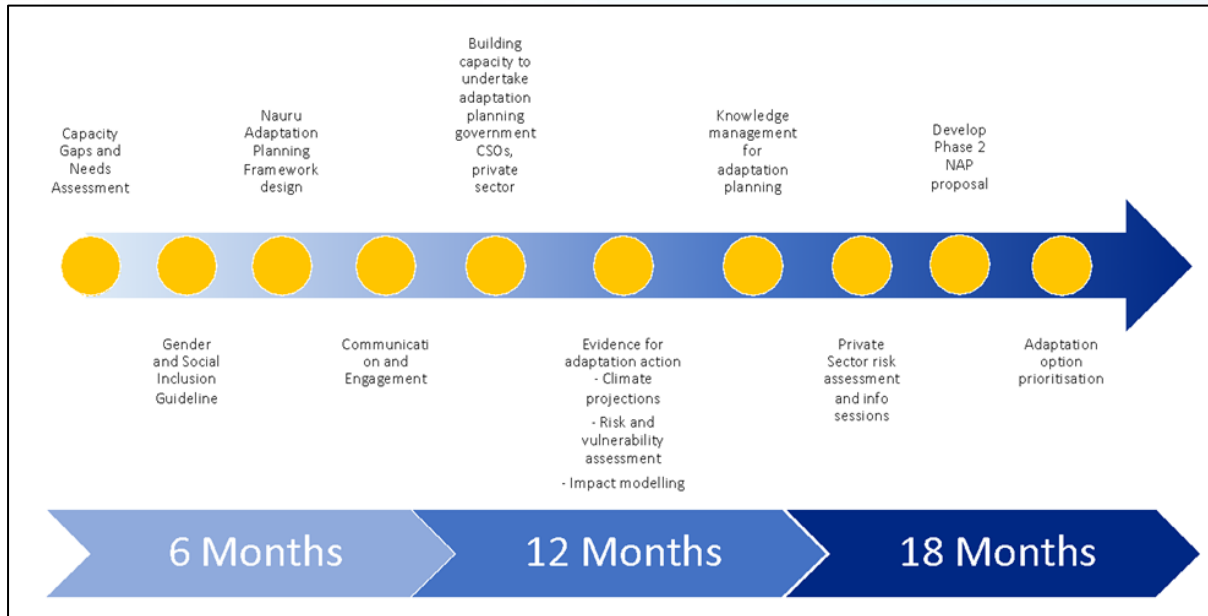 Capacity
Gaps and
Needs
Assessment
Gender
and Social
Inclusion
Guideline
Nauru
Adaptation
Planning
Framework
design
Communicati
on and
Engagement
Building
capacity to
undertake
adaptation
planning
government
CSOs,
private
sector
Evidence for
adaptation action
- Climate
projections
- Risk and
vulnerability
assessment
- Impact modelling
Knowledge
management
for
adaptation
planning
Private
Sector risk
assessment
and info
sessions
Develop
Phase 2
NAP
proposal
Adaptation
option
prioritisation
6 Months
12 Months
18 Months